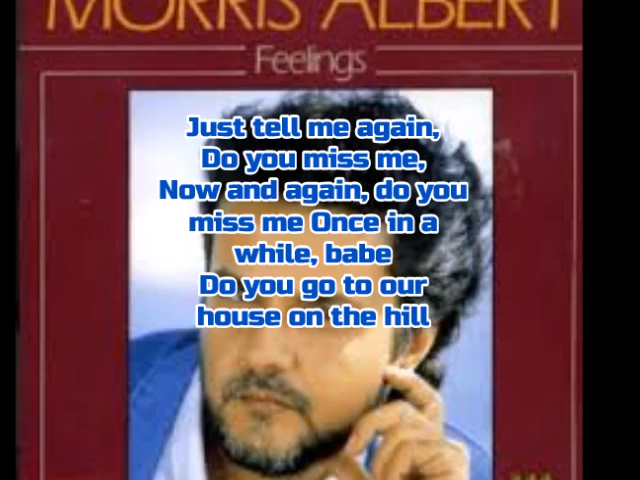 MORRIS ALBERT
Feelings
Just tell me again,
Do you miss me,
Now and again, do you
miss me Once in a
while, babe
Do you go to our
house on the hill